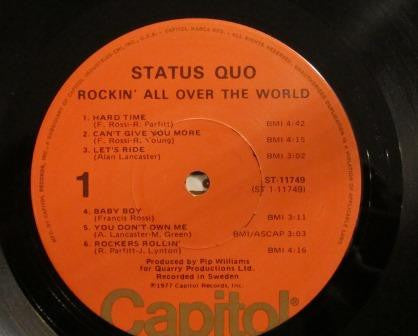 STATUS QUO
ROCKIN' ALL OVER THE WORLD
1. HARD TIME BMI 4:42
(F. Rossi-R. Parfitt)
2. CAN'T GIVE YOU MORE BMI 4:15
(F. Rossi-R. Young)
3. LET'S RIDE BMI 3:02
(Alan Lancaster)
1
ST-11749
(ST 1-11749)
4. BABY BOY BMI 3:11
(Francis Rossi)
5. YOU DON'T OWN ME BMI/ASCAP 3:03
(A. Lancaster-M. Green)
6. ROCKERS ROLLIN' BMI 4:16
(R. Parfitt-J. Lynton)
Produced by Pip Williams
for Quarry Productions Ltd.
Recorded in Sweden
©1977 Capitol Records, Inc.
Capitol®